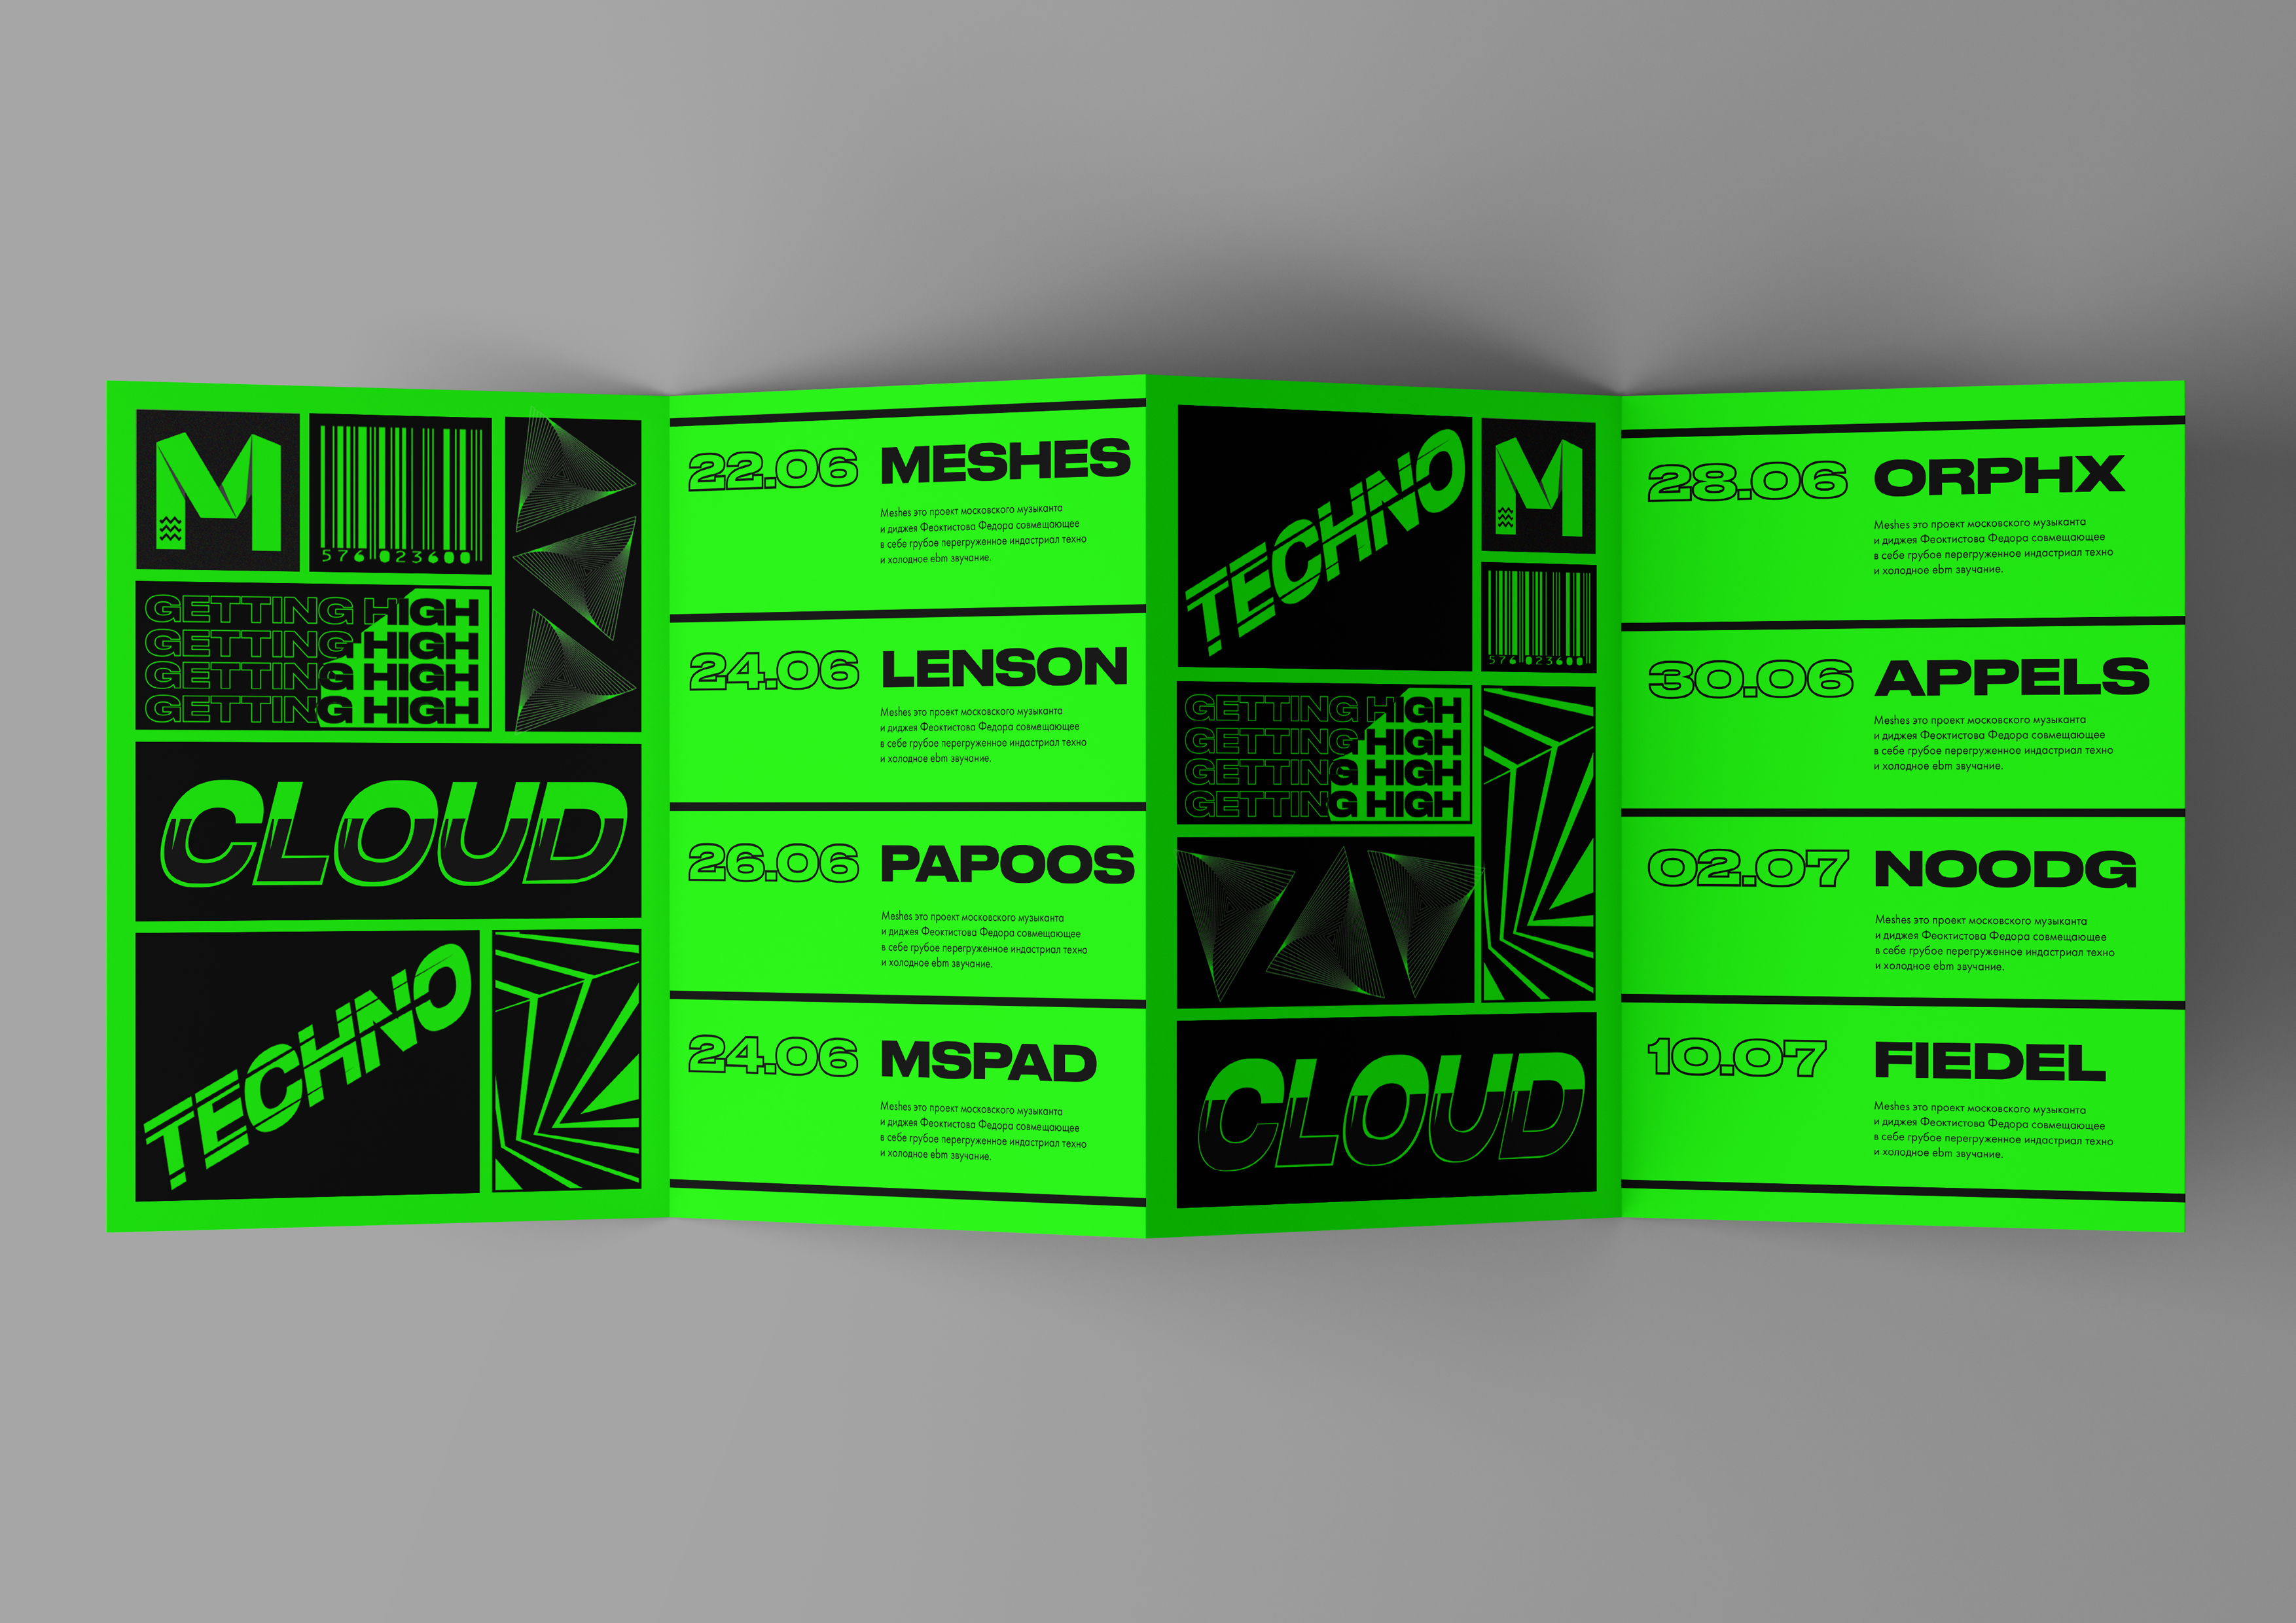 M
576 023600
GETTING HIGH
GETTING HIGH
GETTING HIGH
GETTING HIGH
CLOUD
TECHNO
22.06 MESHES
Meshes это проект московского музыканта
и диджея Феоктистова Федора совмещающее
в себе грубое перегруженное индастриал техно
и холодное ebm звучание.
24.06 LENSON
Meshes это проект московского музыканта
и диджея Феоктистова Федора совмещающее
в себе грубое перегруженное индастриал техно
и холодное ebm звучание.
26.06 PAPOOS
Meshes это проект московского музыканта
и диджея Феоктистова Федора совмещающее
в себе грубое перегруженное индастриал техно
и холодное ebm звучание.
24.06 MSPAD
Meshes это проект московского музыканта
и диджея Феоктистова Федора совмещающее
в себе грубое перегруженное индастриал техно
и холодное ebm звучание.
TECHNO
M
576 023600
GETTING HIGH
GETTING HIGH
GETTING HIGH
GETTING HIGH
CLOUD
28.06 ORPHX
Meshes это проект московского музыканта
и диджея Феоктистова Федора совмещающее
в себе грубое перегруженное индастриал техно
и холодное ebm звучание.
30.06 APPELS
Meshes это проект московского музыканта
и диджея Феоктистова Федора совмещающее
в себе грубое перегруженное индастриал техно
и холодное ebm звучание.
02.07 NOODG
Meshes это проект московского музыканта
и диджея Феоктистова Федора совмещающее
в себе грубое перегруженное индастриал техно
и холодное ebm звучание.
10.07 FIEDEL
Meshes это проект московского музыканта
и диджея Феоктистова Федора совмещающее
в себе грубое перегруженное индастриал техно
и холодное ebm звучание.